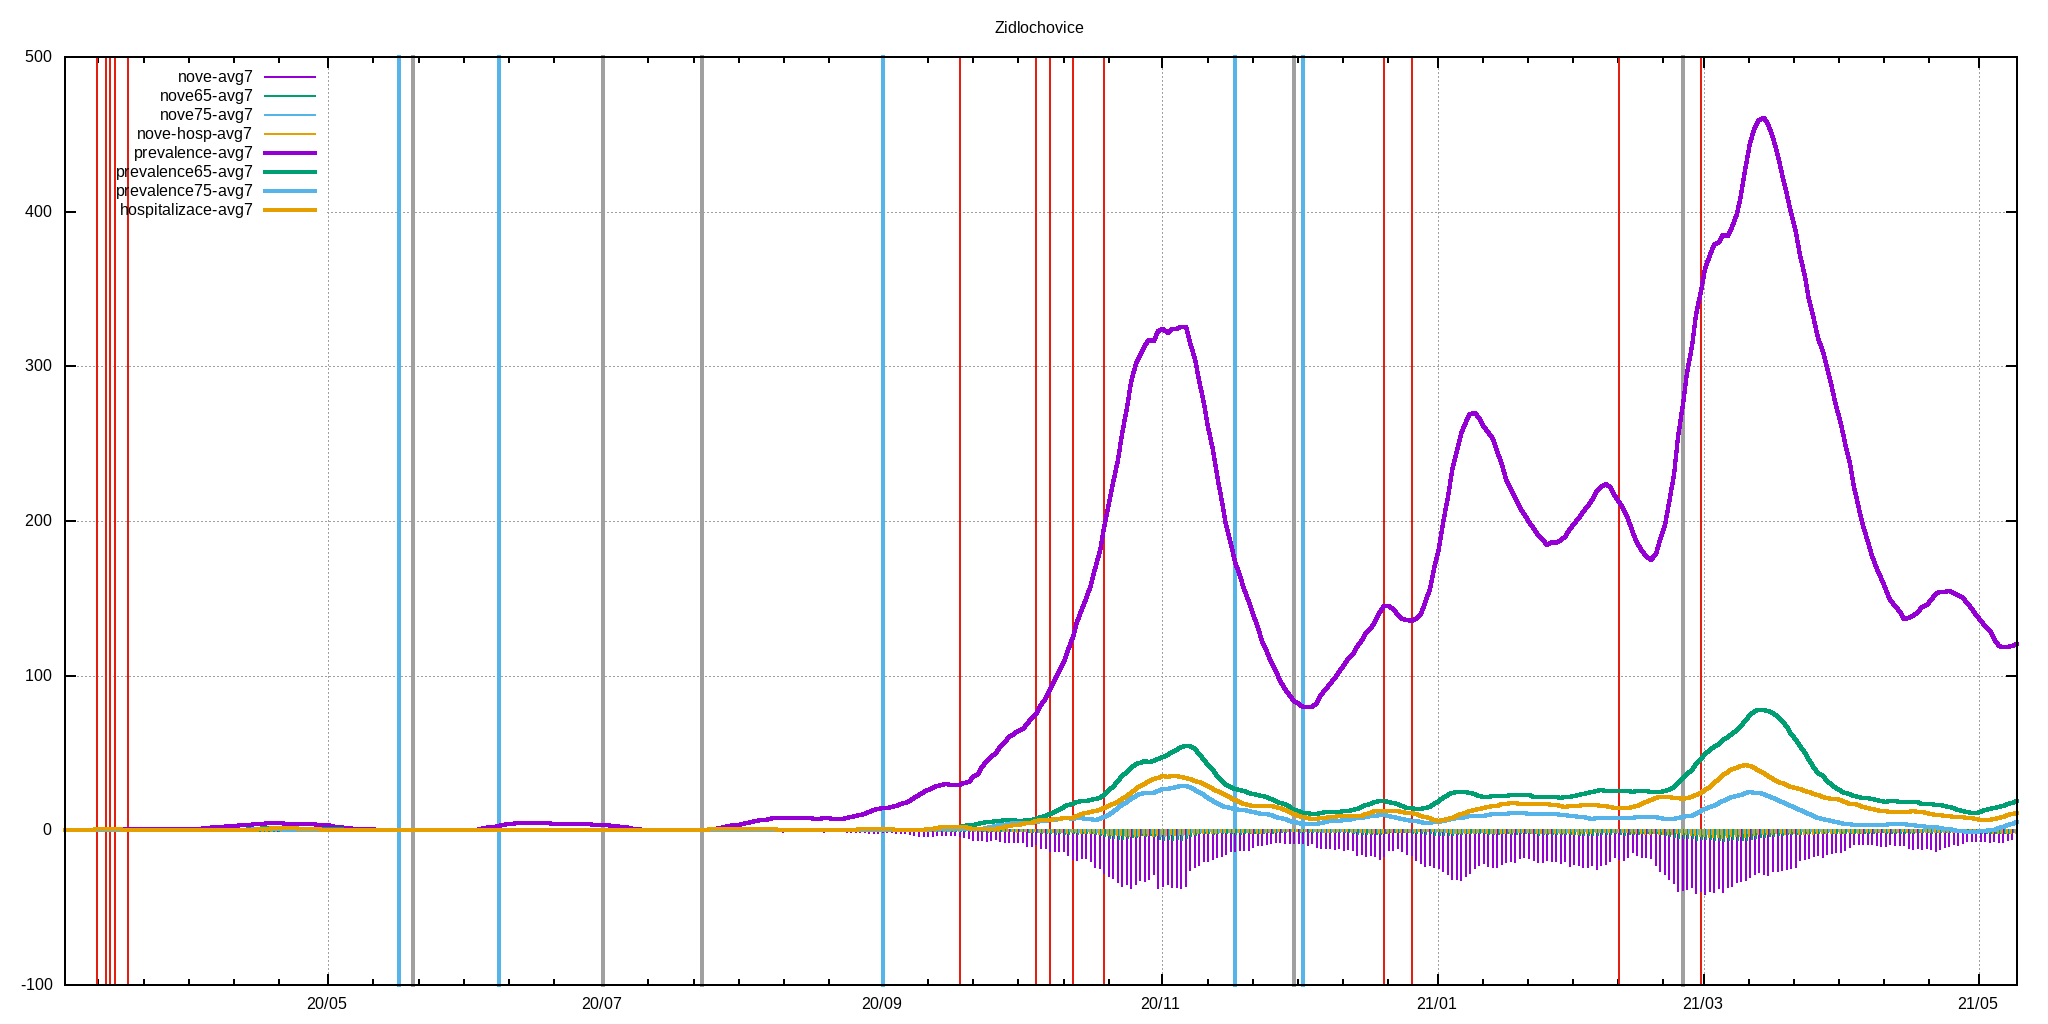 Zidlochovice
500
400
300
200
100
0
-100
nove-avg7
nove65-avg7
nove75-avg7
nove-hosp-avg7
prevalence-avg7
prevalence65-avg7
prevalence75-avg7
hospitalizace-avg7
20/05 20/07 20/09 20/11 21/01 21/03 21/05